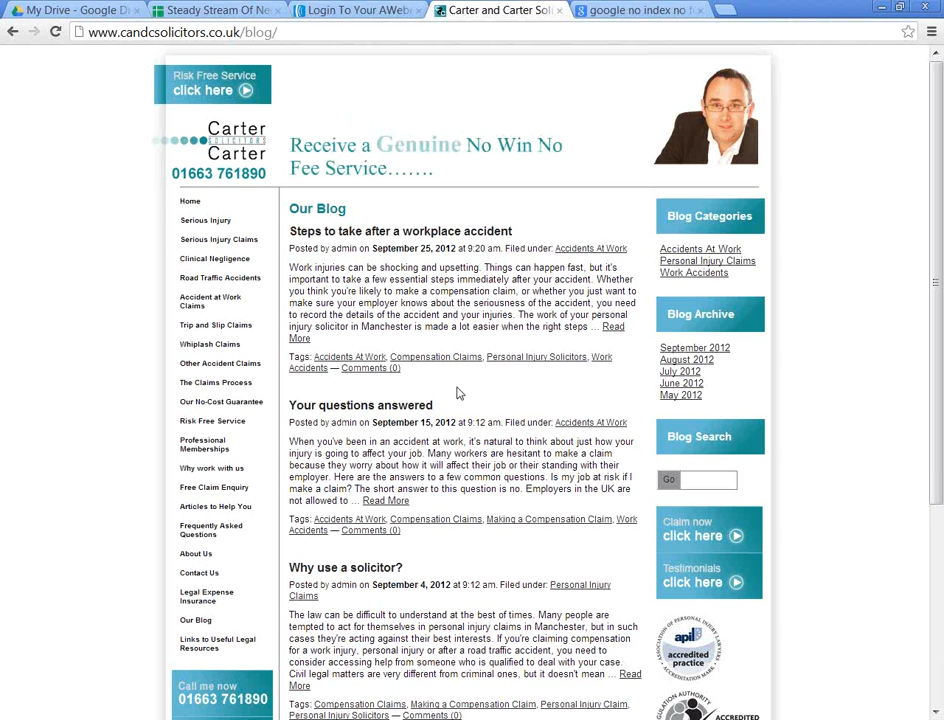 My Drive - Google D
Steady Stream Of Ne
Login To Your AWeb
Carter and Carter Soli
google no index no f
www.candcsolicitors.co.uk/blog/
Risk Free Service
click here
Carter
SOLICITORS
Carter
01663 761890
Receive a Genuine No Win No
Fee Service…….
Home
Serious Injury
Serious Injury Claims
Clinical Negligence
Road Traffic Accidents
Accident at Work
Claims
Trip and Slip Claims
Whiplash Claims
Other Accident Claims
The Claims Process
Our No-Cost Guarantee
Risk Free Service
Professional
Memberships
Why work with us
Free Claim Enquiry
Articles to Help You
Frequently Asked
Questions
About Us
Contact Us
Legal Expense
Insurance
Our Blog
Links to Useful Legal
Resources
Call me now
01663 761890
Our Blog
Steps to take after a workplace accident
Posted by admin on September 25, 2012 at 9:20 am. Filed under: Accidents At Work
Work injuries can be shocking and upsetting. Things can happen fast, but it's
important to take a few essential steps immediately after your accident. Whether
you think you're likely to make a compensation claim, or whether you just want to
make sure your employer knows about the seriousness of the accident, you need
to record the details of the accident and your injuries. The work of your personal
injury solicitor in Manchester is made a lot easier when the right steps … Read
More
Tags: Accidents At Work, Compensation Claims, Personal Injury Solicitors, Work
Accidents — Comments (0)
Your questions answered
Posted by admin on September 15, 2012 at 9:12 am. Filed under: Accidents At Work
When you've been in an accident at work, it's natural to think about just how your
injury is going to affect your job. Many workers are hesitant to make a claim
because they worry about how it will affect their job or their standing with their
employer. Here are the answers to a few common questions. Is my job at risk if I
make a claim? The short answer to this question is no. Employers in the UK are
not allowed to … Read More
Tags: Accidents At Work, Compensation Claims, Making a Compensation Claim, Work
Accidents — Comments (0)
Why use a solicitor?
Posted by admin on September 4, 2012 at 9:12 am. Filed under: Personal Injury
Claims
The law can be difficult to understand at the best of times. Many people are
tempted to act for themselves in personal injury claims in Manchester, but in such
cases they're acting against their best interests. If you're claiming compensation
for a work injury, personal injury or after a road traffic accident, you need to
consider accessing help from someone who is qualified to deal with your case.
Civil legal matters are very different from criminal ones, but it doesn't mean … Read
More
Tags: Compensation Claims, Making a Compensation Claim, Personal Injury Claim,
Personal Injury Solicitors — Comments (0)
Blog Categories
Accidents At Work
Personal Injury Claims
Work Accidents
Blog Archive
September 2012
August 2012
July 2012
June 2012
May 2012
Blog Search
Go
Claim now
click here
Testimonials
click here
ASSOCIATION OF PERSONAL INJURY LAWYERS
apil
accredited
practice
ACCREDITATION MARK
REGULATION AUTHORITY
ACCREDITED